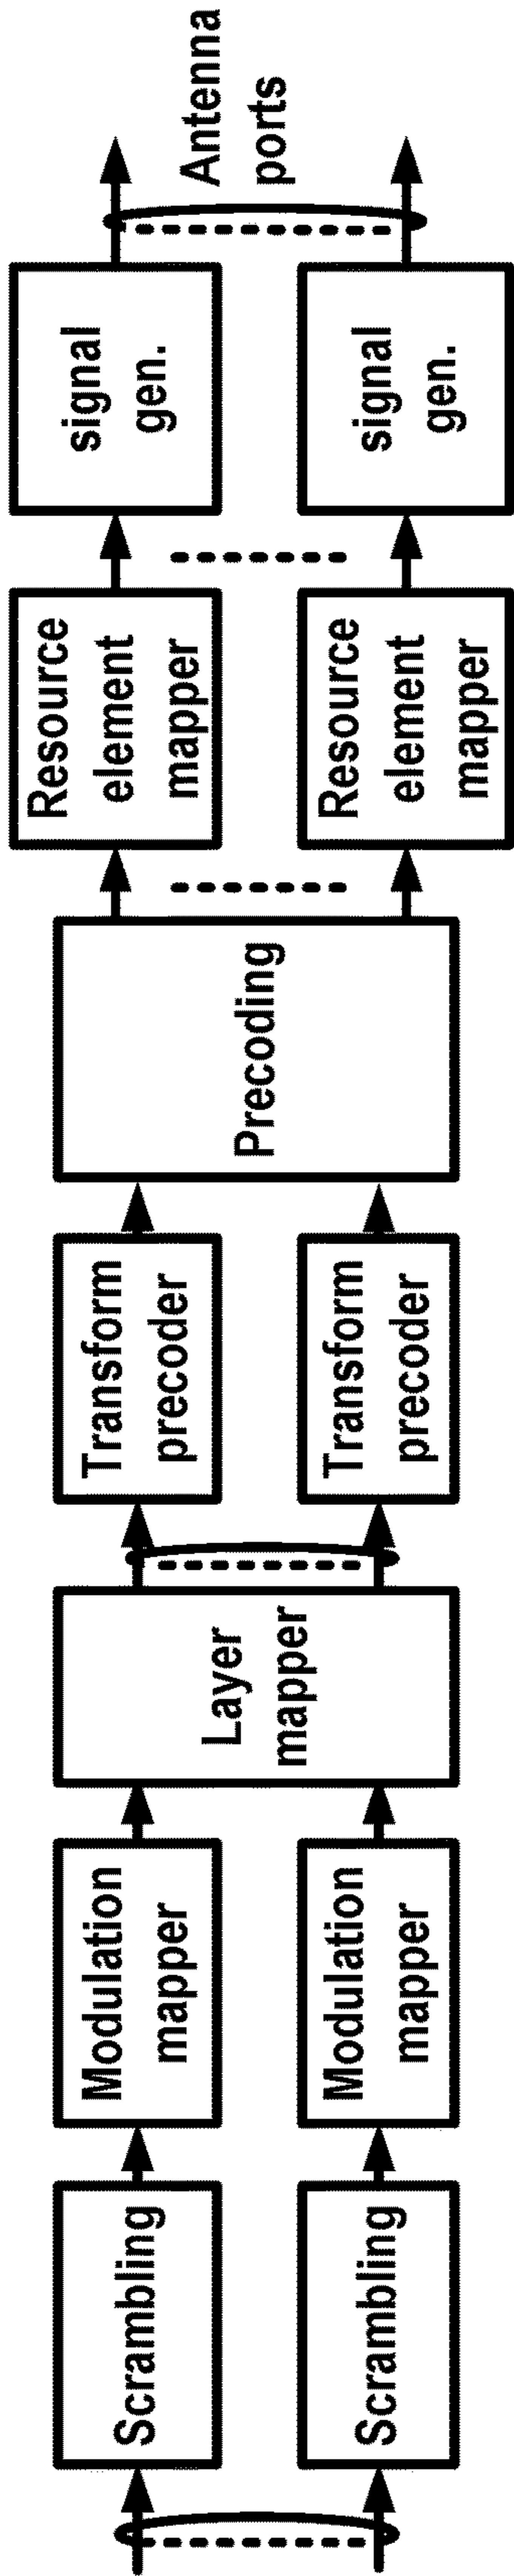 Scrambling
Scrambling
Modulation
mapper
Modulation
mapper
Layer
mapper
Transform
precoder
Transform
precoder
Precoding
Resource
element
mapper
Resource
element
mapper
signal
gen.
signal
gen.
Antenna
ports